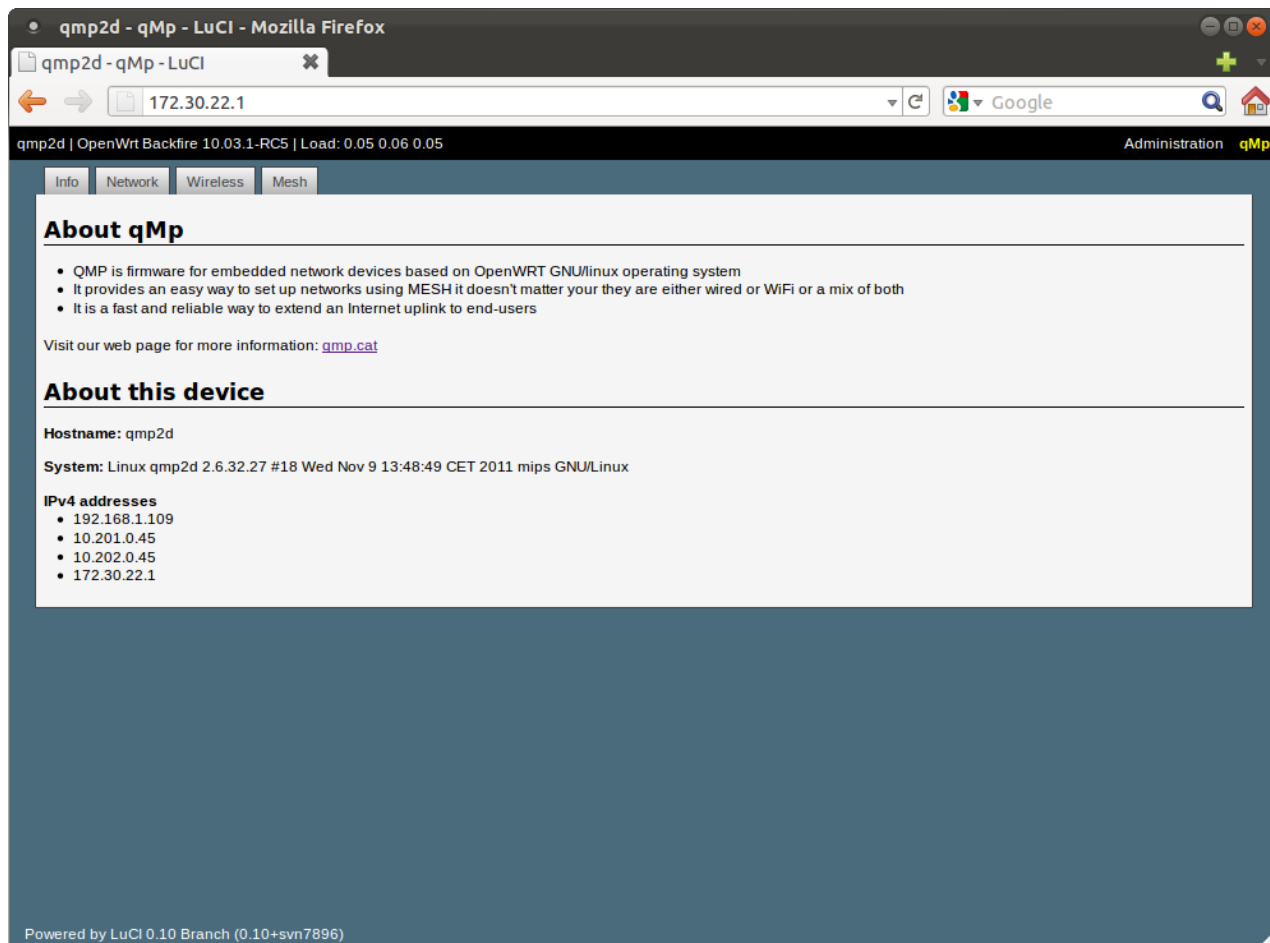 qmp2d - qMp - LuCI - Mozilla Firefox
qmp2d - qMp - LuCI
172.30.22.1
Google
qmp2d | OpenWrt Backfire 10.03.1-RC5 | Load: 0.05 0.06 0.05
Administration qMp
Info Network Wireless Mesh
About qMp
QMP is firmware for embedded network devices based on OpenWRT GNU/linux operating system
It provides an easy way to set up networks using MESH it doesn't matter your they are either wired or WiFi or a mix of both
It is a fast and reliable way to extend an Internet uplink to end-users
Visit our web page for more information: qmp.cat
About this device
Hostname: qmp2d
System: Linux qmp2d 2.6.32.27 #18 Wed Nov 9 13:48:49 CET 2011 mips GNU/Linux
IPv4 addresses
192.168.1.109
10.201.0.45
10.202.0.45
172.30.22.1
Powered by LuCI 0.10 Branch (0.10+svn7896)